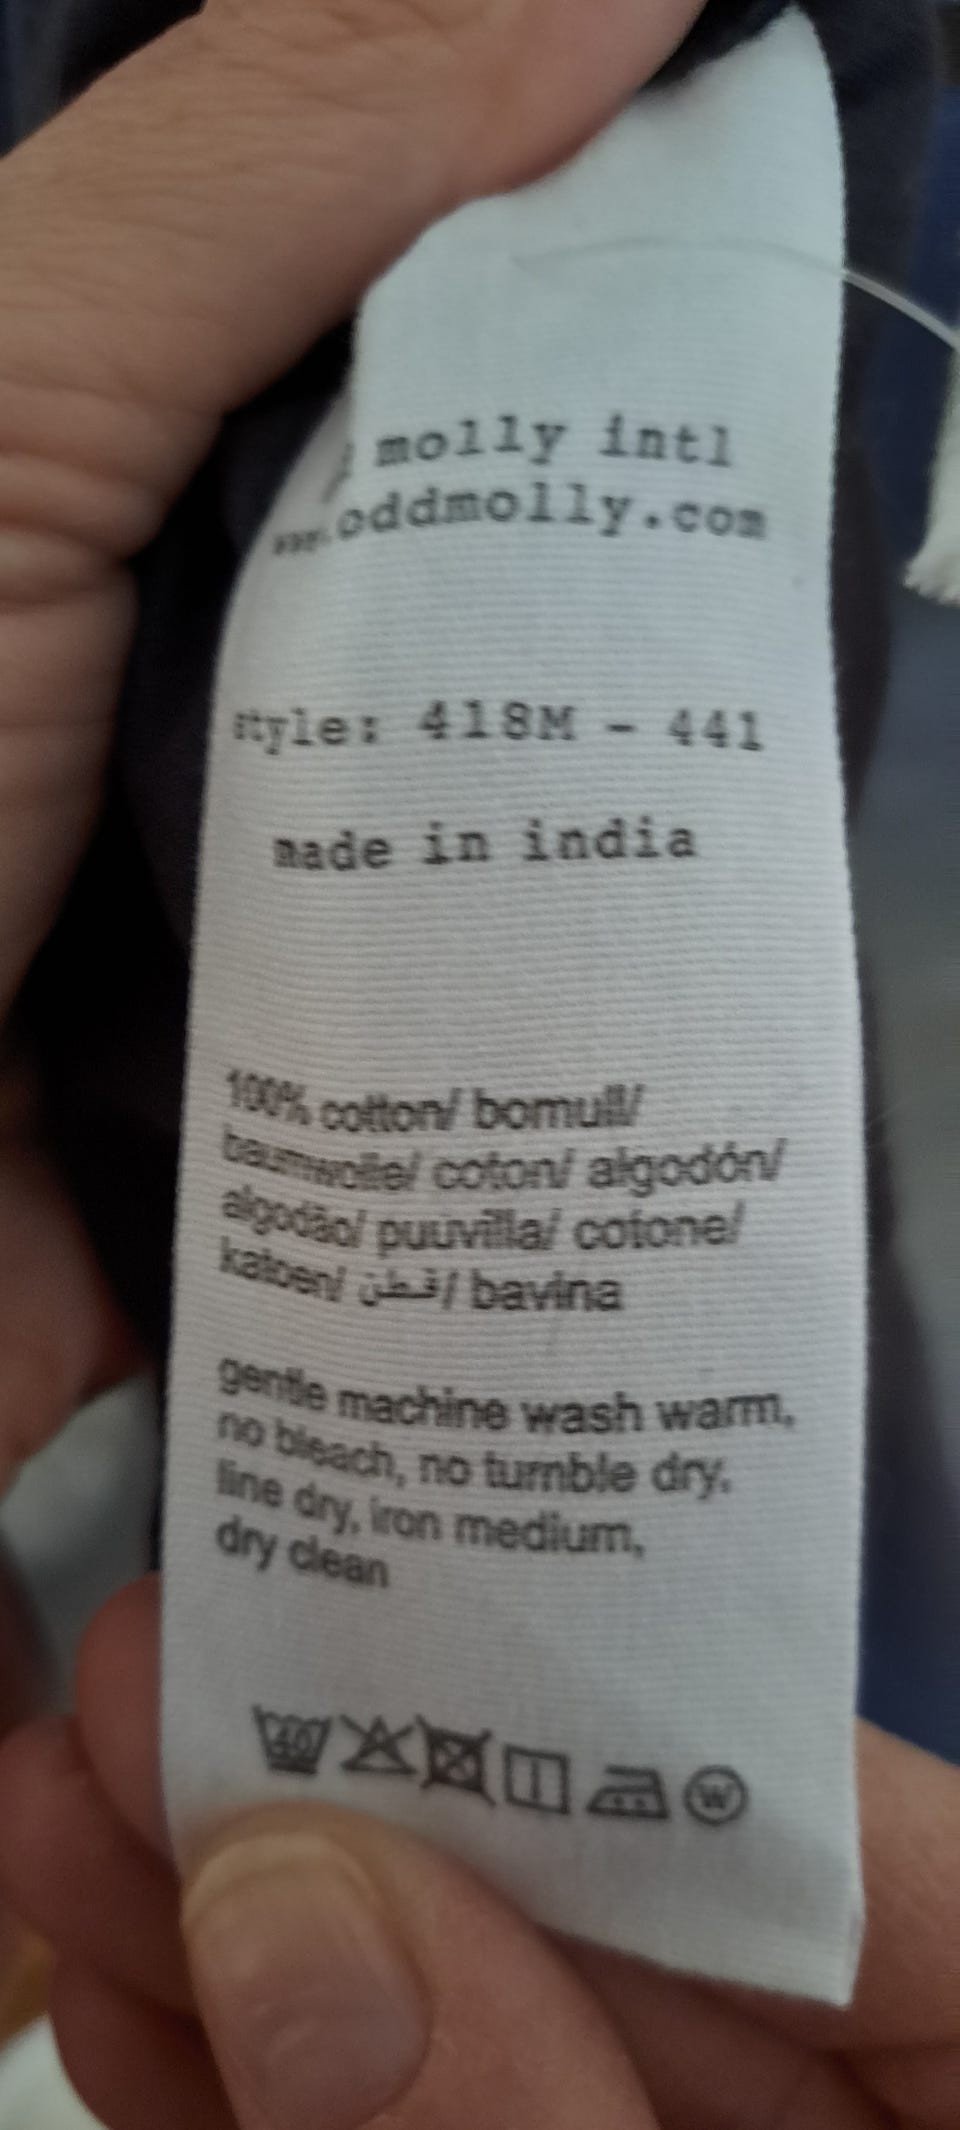 molly intl
www.oddmolly.com
style: 418M - 441
made in india
100% cotton/ bomull/
baumwolle/ coton/ algodón/
algodão/ puuvilla/ cotone/
katoen/ قطن/ bavlna
gentle machine wash warm,
no bleach, no tumble dry,
line dry, iron medium,
dry clean
40
W